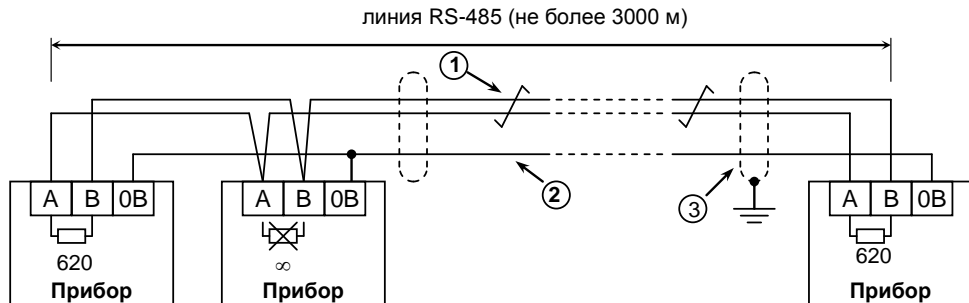 линия RS-485 (не более 3000 м)
1
2
3
A B 0B
A B 0B
A B 0B
620
∞
620
Прибор
Прибор
Прибор